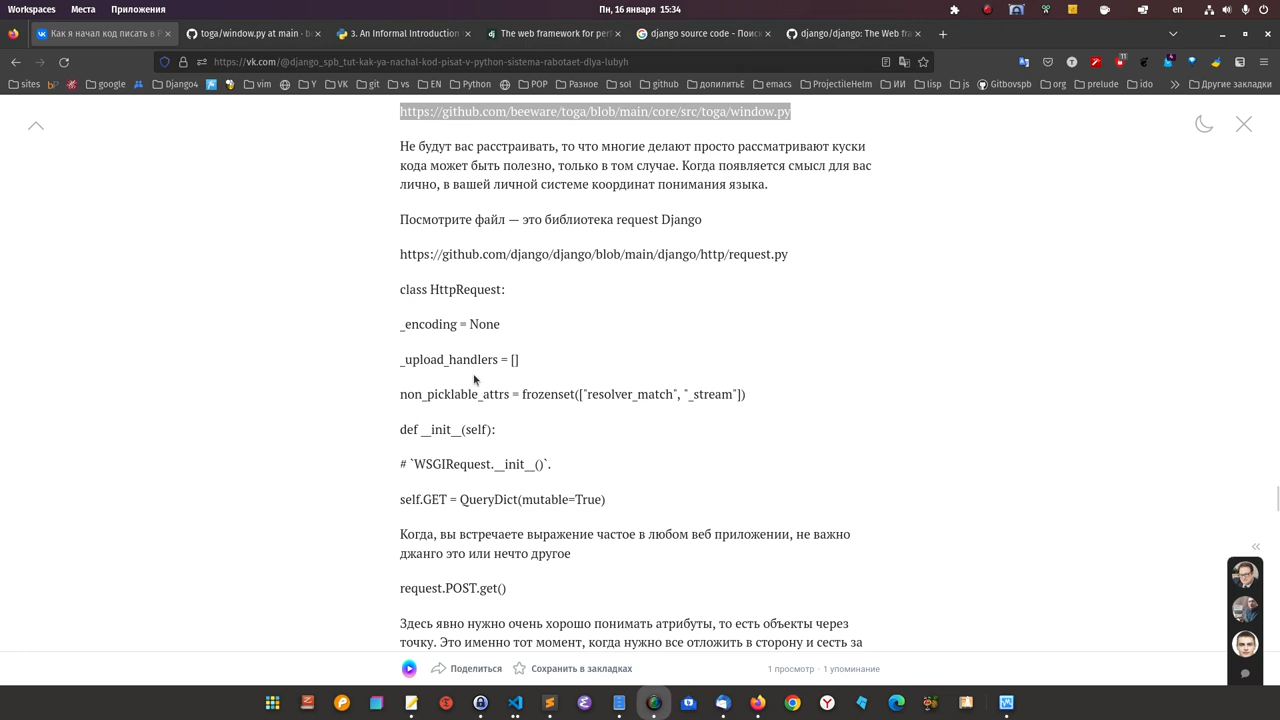 Workspaces Места Приложения Пн, 16 января 15:34 en
Как я начал код писать в P
toga/window.py at main · b
3. An Informal Introduction
The web framework for perf
django source code - Поиск
django/django: The Web fra
https://vk.com/@django_spb_tut-kak-ya-nachal-kod-pisat-v-python-sistema-rabotaet-dlya-lubyh
sites b google Django4 The VK ВК Python POP Разное sol github допилитьЕ emacs ProjectileHelm ИИ lisp js Gitbovspb org prelude ido Другие закладки
https://github.com/beeware/toga/blob/main/core/src/toga/window.py
Не будут вас расстраивать, то что многие делают просто рассматривают куски
кода может быть полезно, только в том случае. Когда появляется смысл для вас
лично, в вашей личной системе координат понимания языка.
Посмотрите файл — это библиотека request Django
https://github.com/django/django/blob/main/django/http/request.py
class HttpRequest:
_encoding = None
_upload_handlers = []
non_picklable_attrs = frozenset(["resolver_match", "_stream"])
def __init__(self):
# `WSGIRequest.__init__()`.
self.GET = QueryDict(mutable=True)
Когда, вы встречаете выражение частое в любом веб приложении, не важно
джанго это или нечто другое
request.POST.get()
Здесь явно нужно очень хорошо понимать атрибуты, то есть объекты через
точку. Это именно тот момент, когда нужно все отложить в сторону и сесть за
Поделиться Сохранить в закладках 1 просмотр · 1 упоминание